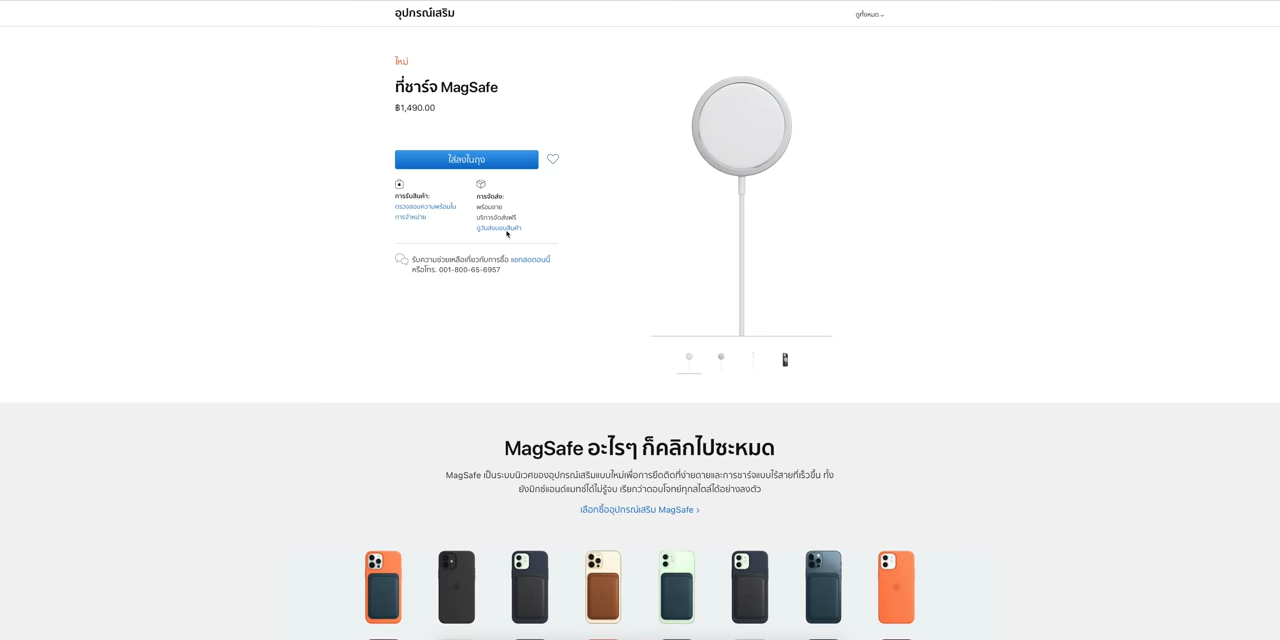 อุปกรณ์เสริม
ดูทั้งหมด
ใหม่
ที่ชาร์จ MagSafe
฿1,490.00
ใส่ลงในถุง
การรับสินค้า:
ตรวจสอบความพร้อมใน
การจำหน่าย
การจัดส่ง:
พร้อมขาย
บริการจัดส่งฟรี
ดูวันส่งมอบสินค้า
รับความช่วยเหลือเกี่ยวกับการซื้อ แชทสดตอนนี้
หรือโทร. 001-800-65-6957
MagSafe อะไรๆ ก็คลิกไปซะหมด
MagSafe เป็นระบบนิเวศของอุปกรณ์เสริมแบบใหม่เพื่อการยึดติดที่ง่ายดายและการชาร์จแบบไร้สายที่เร็วขึ้น ทั้ง
ยังมิกซ์แอนด์แมทช์ได้ไม่รู้จบ เรียกว่าตอบโจทย์ทุกสไตล์ได้อย่างลงตัว
เลือกซื้ออุปกรณ์เสริม MagSafe ›